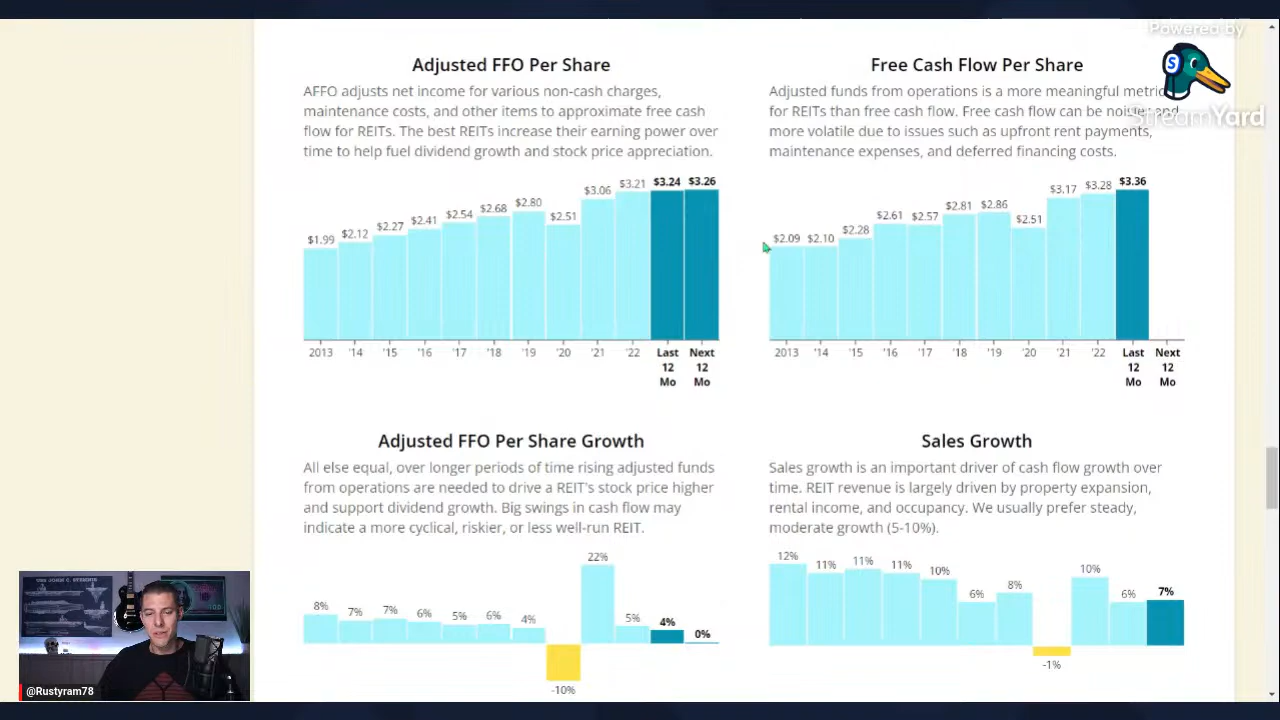 Powered by
StreamYard
Adjusted FFO Per Share
AFFO adjusts net income for various non-cash charges,
maintenance costs, and other items to approximate free cash
flow for REITs. The best REITs increase their earning power over
time to help fuel dividend growth and stock price appreciation.
$1.99 $2.12 $2.27 $2.41 $2.54 $2.68 $2.80 $2.51 $3.06 $3.21 $3.24 $3.26
2013 '14 '15 '16 '17 '18 '19 '20 '21 '22 Last 12 Mo Next 12 Mo
Free Cash Flow Per Share
Adjusted funds from operations is a more meaningful metric
for REITs than free cash flow. Free cash flow can be noisier and
more volatile due to issues such as upfront rent payments,
maintenance expenses, and deferred financing costs.
$2.09 $2.10 $2.28 $2.61 $2.57 $2.81 $2.86 $2.51 $3.17 $3.28 $3.36
2013 '14 '15 '16 '17 '18 '19 '20 '21 '22 Last 12 Mo Next 12 Mo
Adjusted FFO Per Share Growth
All else equal, over longer periods of time rising adjusted funds
from operations are needed to drive a REIT's stock price higher
and support dividend growth. Big swings in cash flow may
indicate a more cyclical, riskier, or less well-run REIT.
8% 7% 7% 6% 5% 6% 4% -10% 22% 5% 4% 0%
Sales Growth
Sales growth is an important driver of cash flow growth over
time. REIT revenue is largely driven by property expansion,
rental income, and occupancy. We usually prefer steady,
moderate growth (5-10%).
12% 11% 11% 11% 10% 6% 8% -1% 10% 6% 7%
@Rustyram78